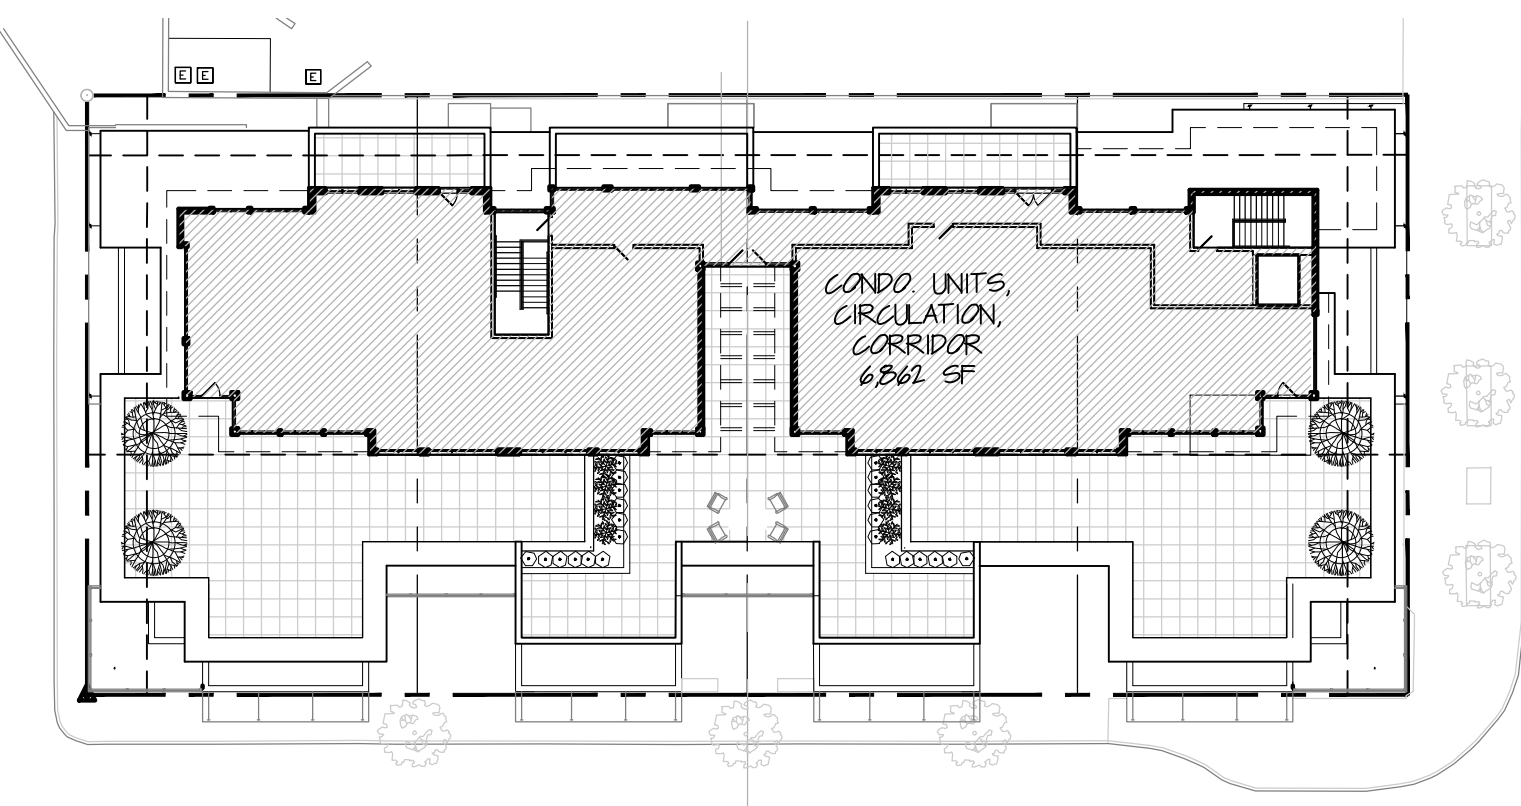 E E E
CONDO. UNITS,
CIRCULATION,
CORRIDOR
6,862 SF